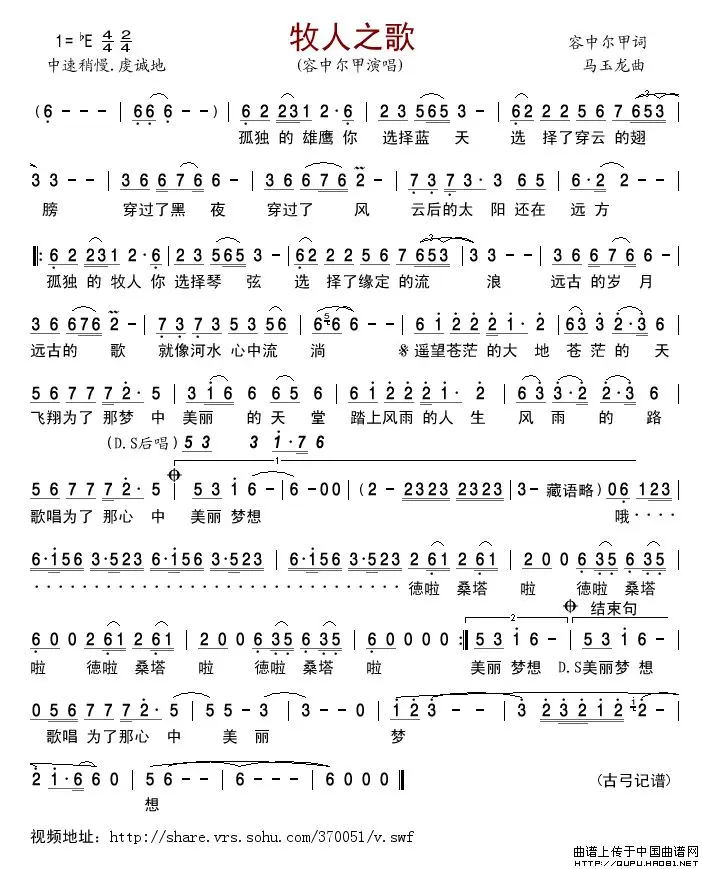 牧人之歌
1=♭E 4/4 2/4
中速稍慢.虔诚地
(容中尔甲演唱)
容中尔甲词
马玉龙曲
(6 - - - | 66 6 - - ) | 6 2 231 2·6 | 2 3 565 3 - | 62 2 2 5 6 7 653 |
孤独 的 雄鹰 你 选择蓝 天 选 择了穿云 的翅
3 3 - - | 3 6 6 7 6 6 - | 3 6 6 7 6 2 - | 7 3 7 3· 3 6 5 | 6·2 2 - - |
膀 穿过了黑 夜 穿过了 风 云后的太 阳 还在 远方
‖: 6 2 231 2·6 | 2 3 565 3 - | 62 2 2 5 6 7 653 | 3 3 - - | 3 6 6 7 6 6 - |
孤独 的 牧人 你 选择琴 弦 选 择了缘定 的流 浪 远古 的岁 月
3 6 676 2 - | 7 3 7 3 5 3 56 | 656 6 - - | 6 1 2 2 2 1·2 | 63 3 2·3 6 |
远古的 歌 就像河水 心中流 淌 𝄋遥望苍茫的大 地 苍 茫 的 天
5 6 7 7 7 2· 5 | 3 1 6 6 6 5 5 | 6 1 2 2 2 1· 2 | 6 3 3·2 2·3 6 |
飞翔为了 那梦 中 美丽 的 天 堂 踏上风雨 的人 生 风 雨 的 路
(D.S后唱) 5 3 3 1·7 6
1
5 6 7 7 7 2· 5 | 5 3 1 6 - | 6 - 0 0 | (2 - 2323 2323 | 3 - 藏语略) 06 123 |
歌唱为了 那心 中 美丽 梦想 哦····
6·156 3·523 6·156 3·523 | 6·156 3·523 2 61 2 61 | 2 0 0 6 35 6 35 |
德啦 桑塔 啦 德啦 桑塔
2 结束句
6 0 0 2 61 2 61 | 2 0 0 6 35 6 35 | 6 0 0 0 0 :‖ 5 3 1 6 - | 5 3 1 6 - |
啦 德啦 桑塔 啦 德啦 桑塔 啦 美丽 梦想 D.S美丽梦 想
0 5 6 7 7 7 2· 5 | 5 5 - 3 | 3 - - 0 | 1 2 3 - - | 3 2 3 2 1 2 2 - |
歌唱 为了那心 中 美 丽 梦
2 1·6 6 0 | 5 6 - - | 6 - - - | 6 0 0 0 ‖
想
(古弓记谱)
视频地址：http://share.vrs.sohu.com/370051/v.swf
曲谱上传于中国曲谱网
http://QUPU.HAO81.NET